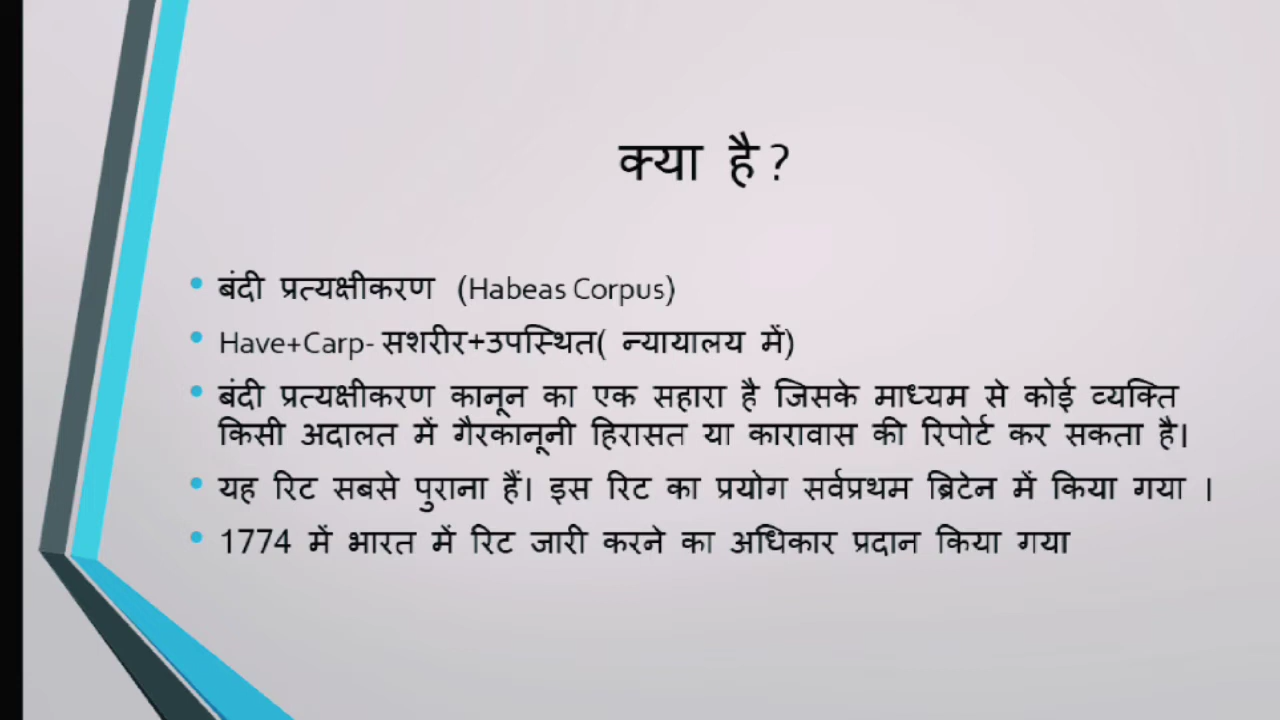 क्या है ?
बंदी प्रत्यक्षीकरण (Habeas Corpus)
Have+Carp- सशरीर+उपस्थित( न्यायालय में)
बंदी प्रत्यक्षीकरण कानून का एक सहारा है जिसके माध्यम से कोई व्यक्ति
किसी अदालत में गैरकानूनी हिरासत या कारावास की रिपोर्ट कर सकता है।
यह रिट सबसे पुराना हैं। इस रिट का प्रयोग सर्वप्रथम ब्रिटेन में किया गया ।
1774 में भारत में रिट जारी करने का अधिकार प्रदान किया गया